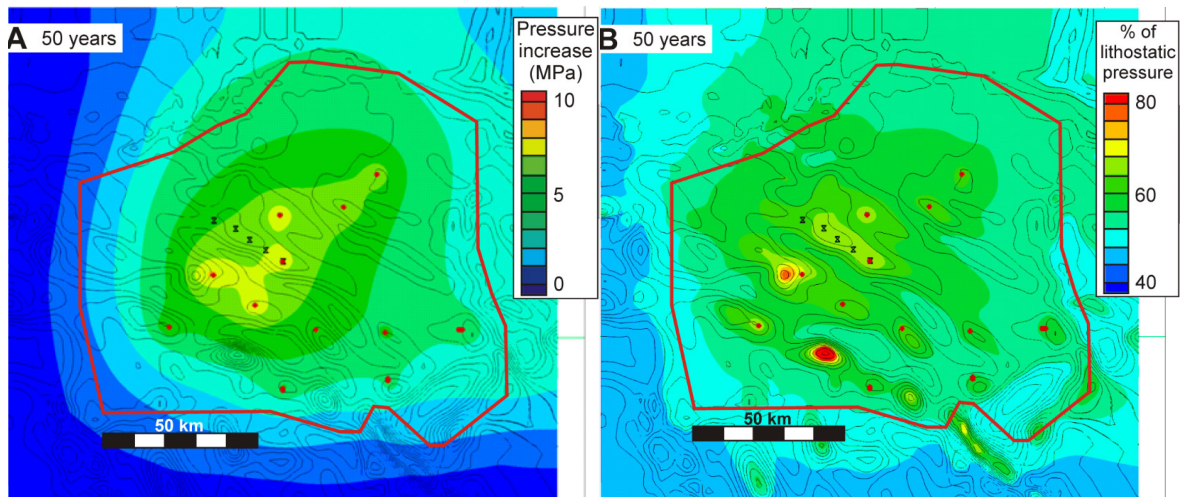 A 50 years
Pressure
increase
(MPa)
10
5
0
50 km
B 50 years
% of
lithostatic
pressure
80
60
40
50 km